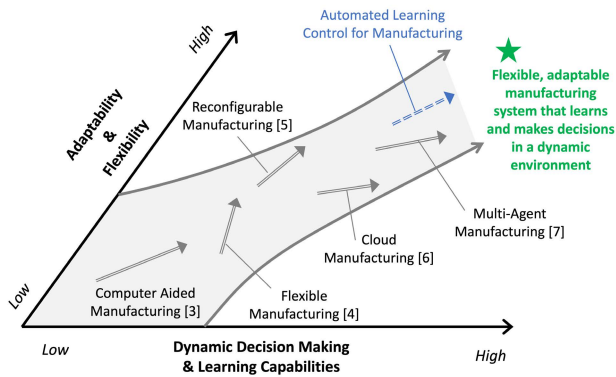 Automated Learning
Control for Manufacturing
High
Flexible, adaptable
manufacturing
system that learns
and makes decisions
in a dynamic
environment
Adaptability
&
Flexibility
Reconfigurable
Manufacturing [5]
Multi-Agent
Manufacturing [7]
Cloud
Manufacturing [6]
Computer Aided
Manufacturing [3]
Flexible
Manufacturing [4]
Low
Low
Dynamic Decision Making
& Learning Capabilities
High